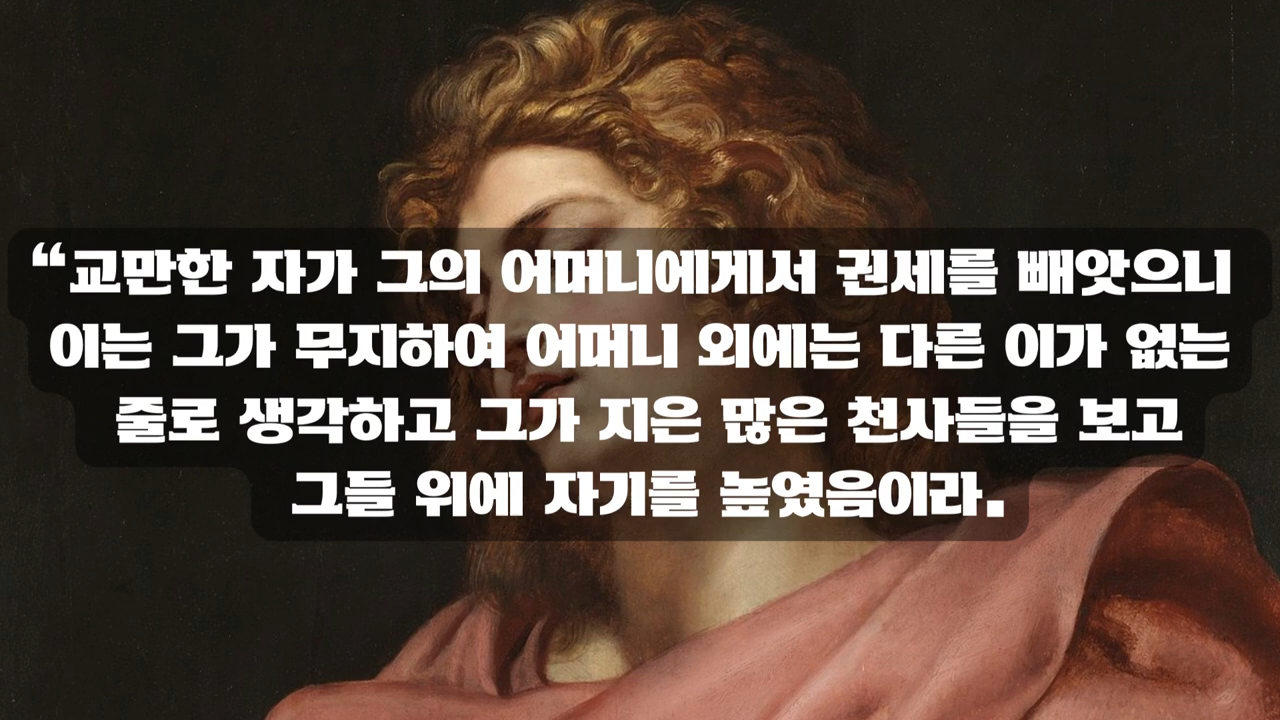 “교만한 자가 그의 어머니에게서 권세를 빼앗으니
이는 그가 무지하여 어머니 외에는 다른 이가 없는
줄로 생각하고 그가 지은 많은 천사들을 보고
그들 위에 자기를 높였음이라.